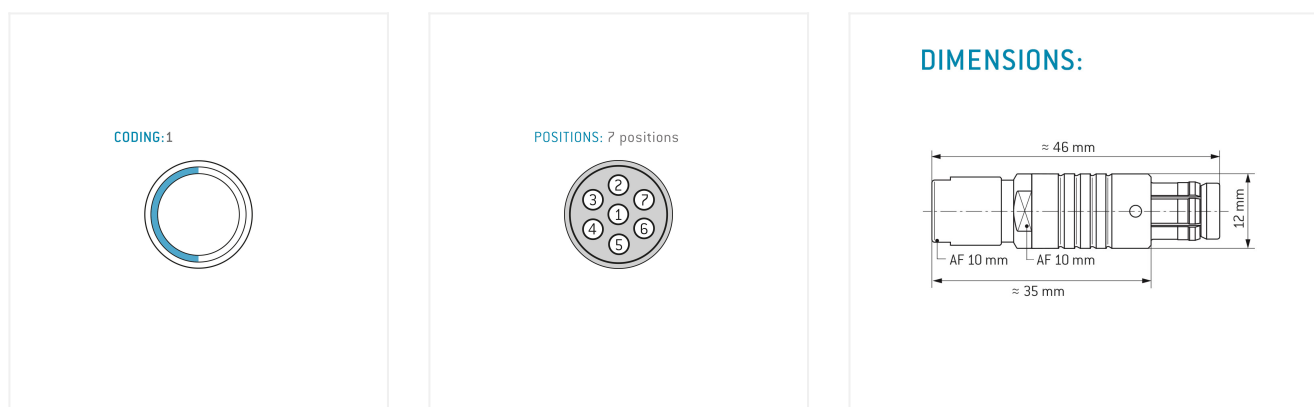 CODING:1
POSITIONS: 7 positions
2
3
7
1
4
6
5
DIMENSIONS:
≈ 46 mm
12 mm
AF 10 mm
AF 10 mm
≈ 35 mm